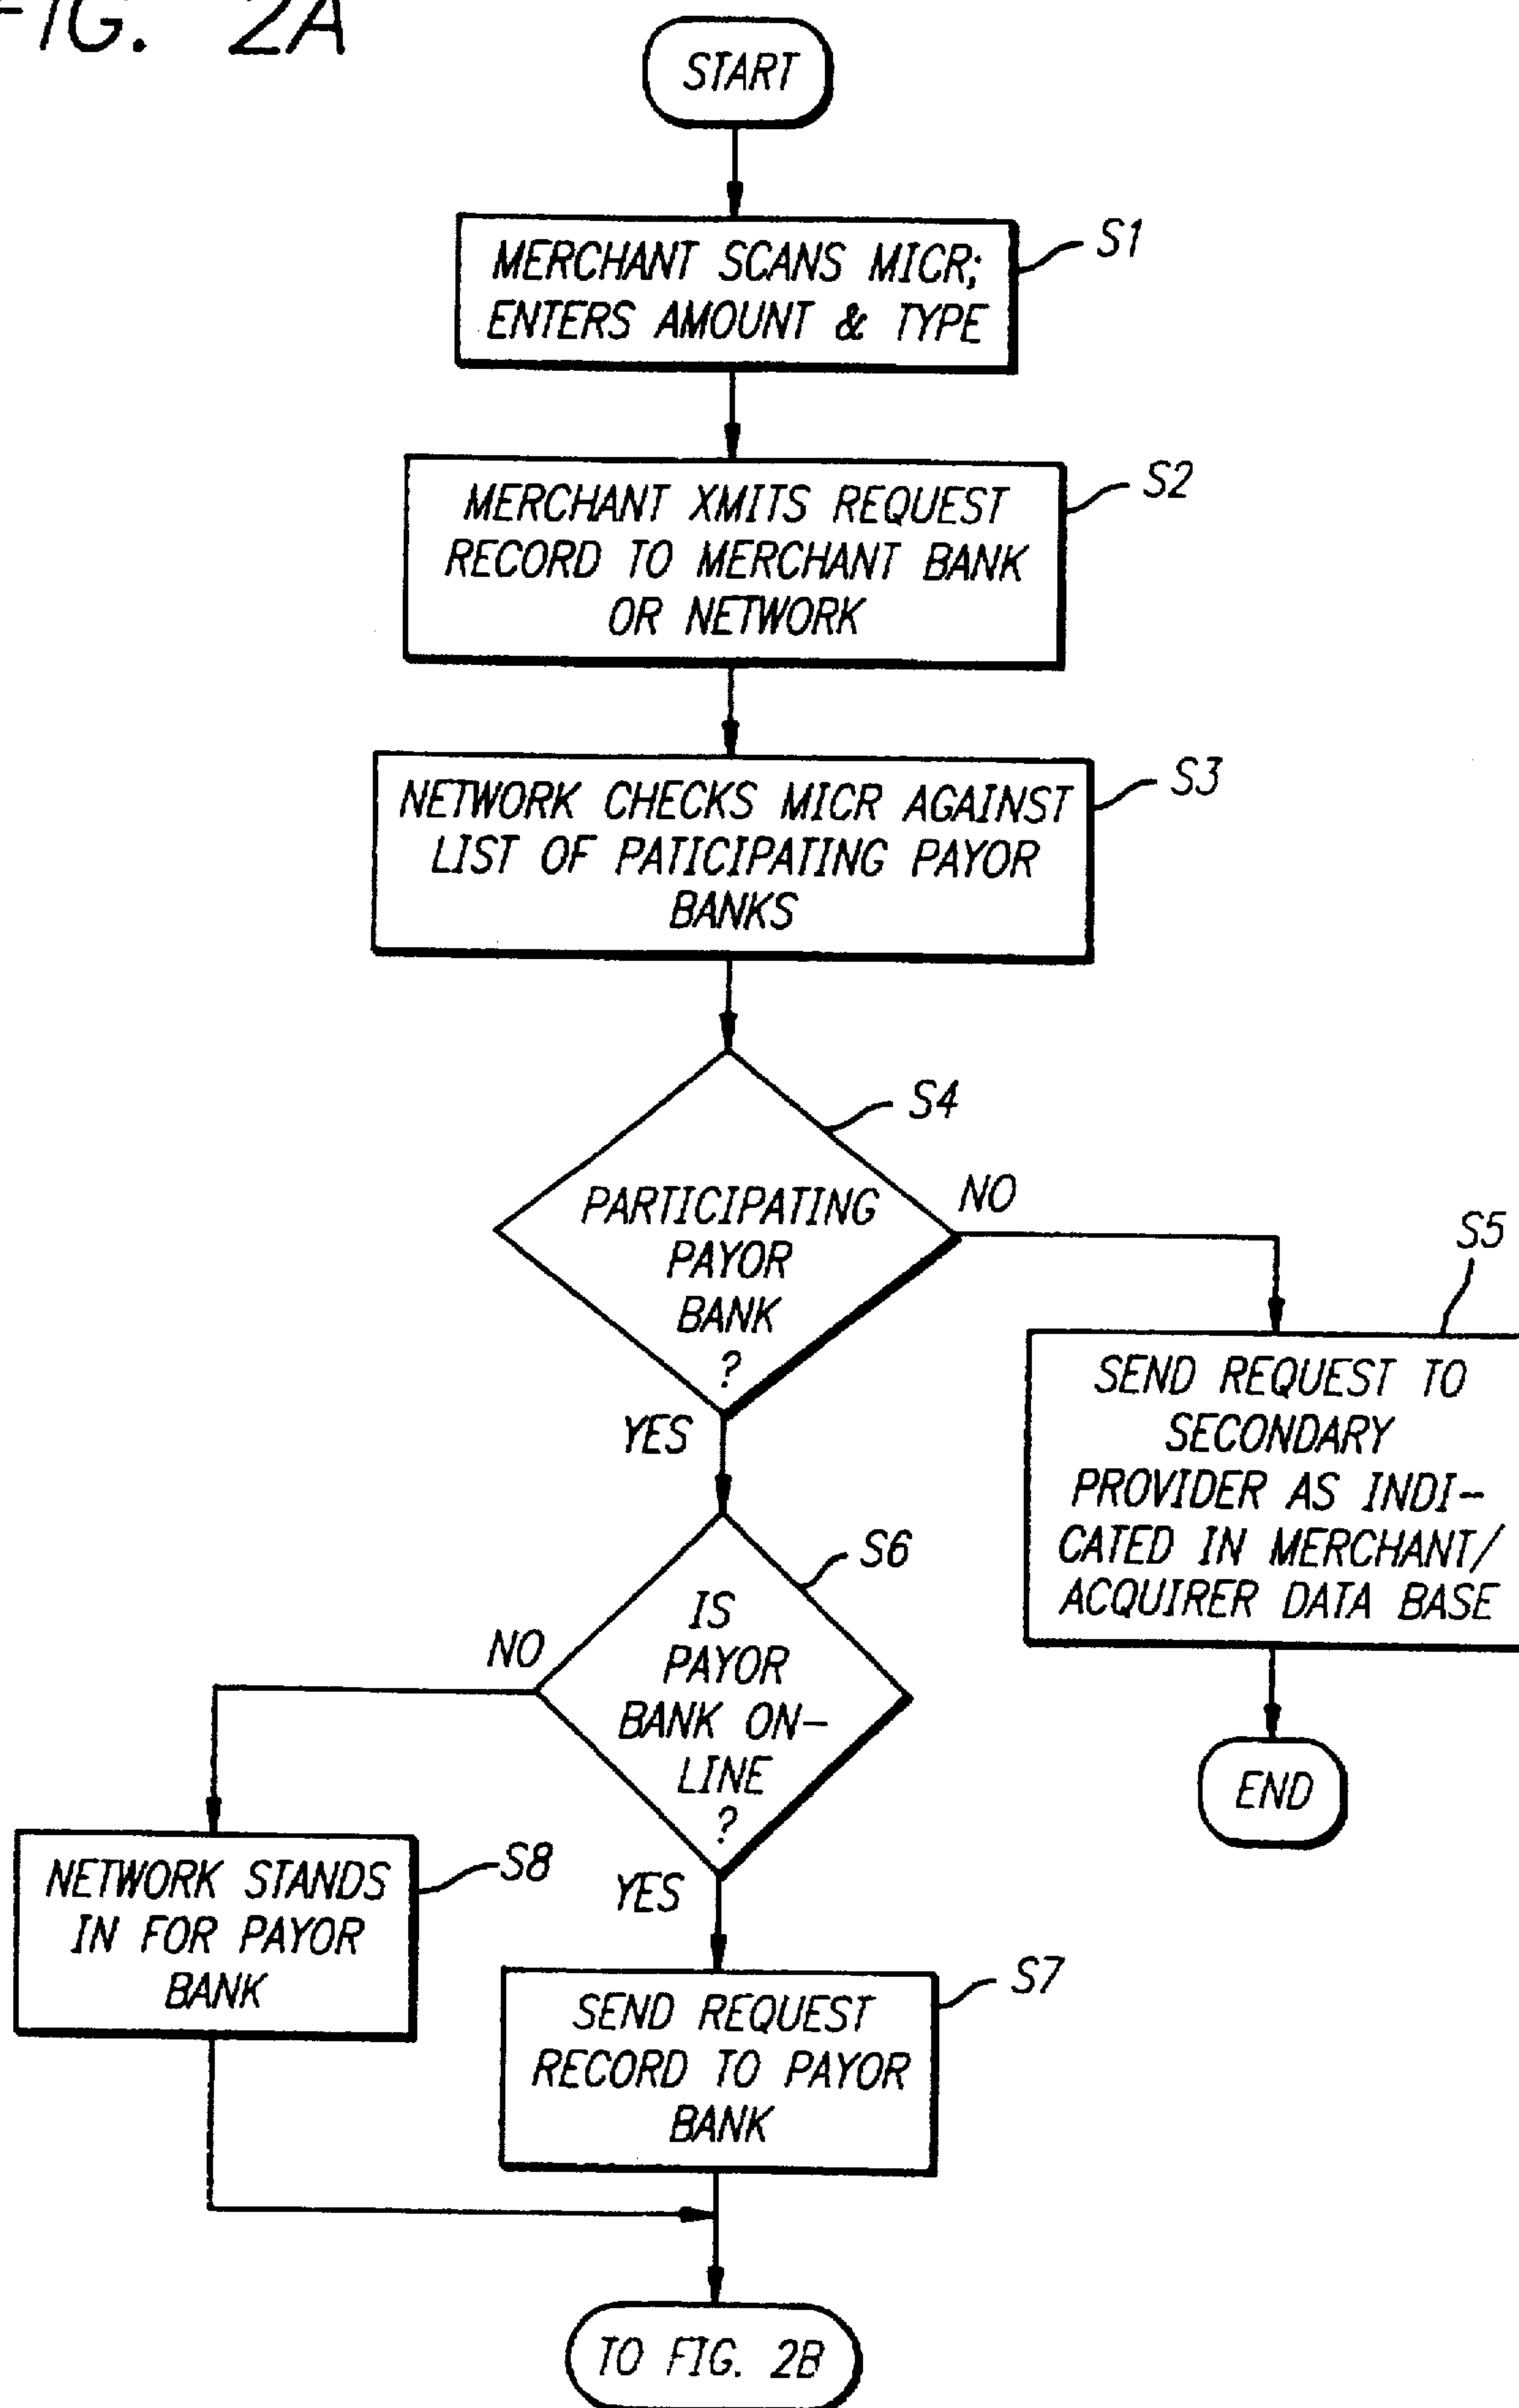 FIG. 2A
START
MERCHANT SCANS MICR;
ENTERS AMOUNT & TYPE
S1
MERCHANT XMITS REQUEST
RECORD TO MERCHANT BANK
OR NETWORK
S2
NETWORK CHECKS MICR AGAINST
LIST OF PATICIPATING PAYOR
BANKS
S3
S4
PARTICIPATING
PAYOR
BANK
?
NO
YES
S5
SEND REQUEST TO
SECONDARY
PROVIDER AS INDI-
CATED IN MERCHANT/
ACQUIRER DATA BASE
END
S6
IS
PAYOR
BANK ON-
LINE
?
NO
YES
NETWORK STANDS
IN FOR PAYOR
BANK
S8
SEND REQUEST
RECORD TO PAYOR
BANK
S7
TO FIG. 2B